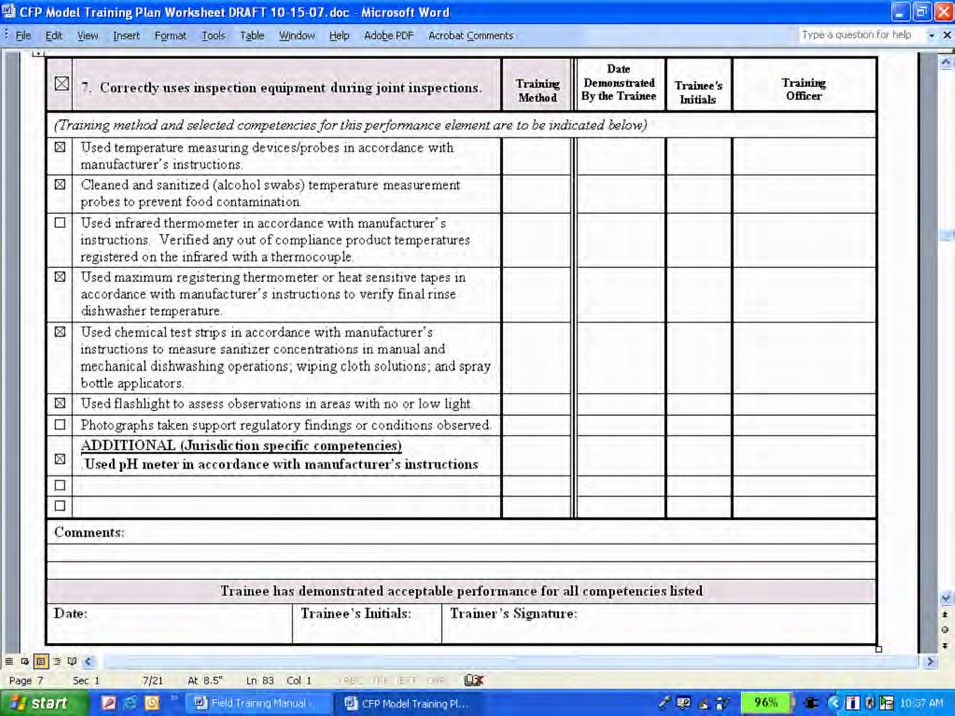 CFP Model Training Plan Worksheet DRAFT 10-15-07.doc - Microsoft Word
File Edit View Insert Format Tools Table Window Help Adobe PDF Acrobat Comments Type a question for help
7. Correctly uses inspection equipment during joint inspections.
Training Method
Date Demonstrated By the Trainee
Trainee's Initials
Training Officer
(Training method and selected competencies for this performance element are to be indicated below)
Used temperature measuring devices/probes in accordance with
manufacturer's instructions.
Cleaned and sanitized (alcohol swabs) temperature measurement
probes to prevent food contamination.
Used infrared thermometer in accordance with manufacturer's
instructions. Verified any out of compliance product temperatures
registered on the infrared with a thermocouple.
Used maximum registering thermometer or heat sensitive tapes in
accordance with manufacturer's instructions to verify final rinse
dishwasher temperature.
Used chemical test strips in accordance with manufacturer's
instructions to measure sanitizer concentrations in manual and
mechanical dishwashing operations; wiping cloth solutions; and spray
bottle applicators.
Used flashlight to assess observations in areas with no or low light
Photographs taken support regulatory findings or conditions observed.
ADDITIONAL (Jurisdiction specific competencies)
Used pH meter in accordance with manufacturer's instructions
Comments:
Trainee has demonstrated acceptable performance for all competencies listed
Date: Trainee's Initials: Trainer's Signature:
Page 7 Sec 1 7/21 At 8.5" Ln 83 Col 1 REC TRK EXT OVR
start Field Training Manual CFP Model Training Pl... 96% 10:37 AM